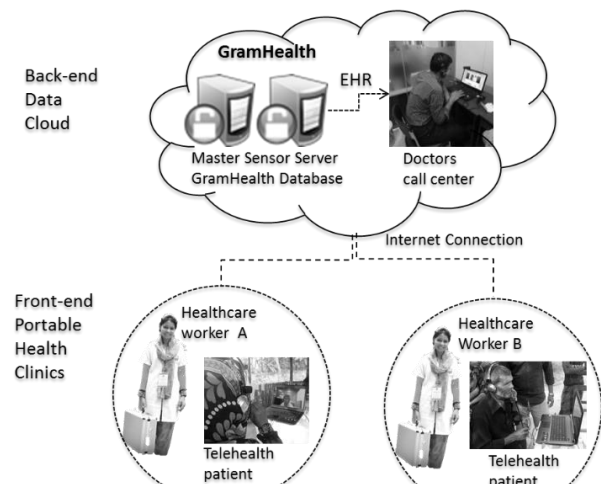 GramHealth
Back-end
Data
Cloud
EHR
Master Sensor Server
GramHealth Database
Doctors
call center
Internet Connection
Front-end
Portable
Health
Clinics
Healthcare
worker A
Telehealth
patient
Healthcare
Worker B
Telehealth
patient